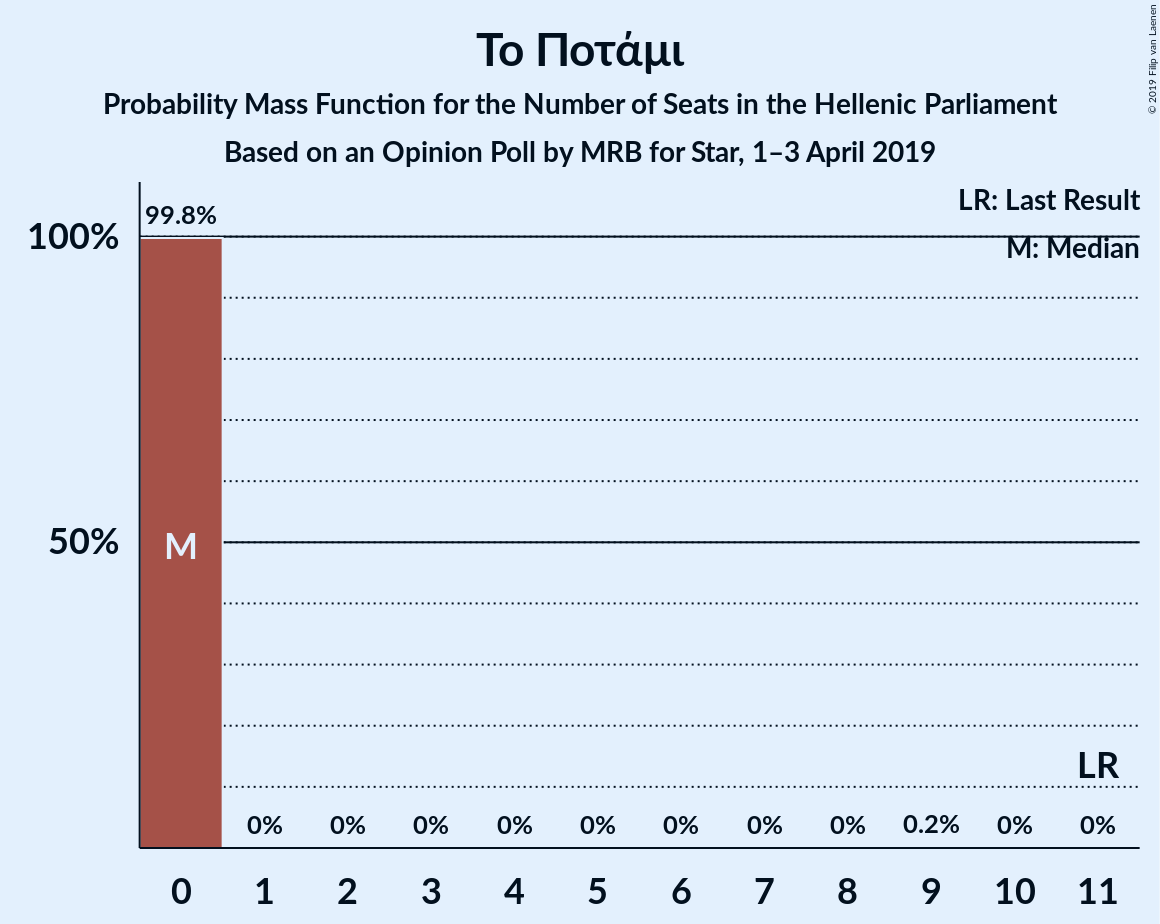 Το Ποτάμι
Probability Mass Function for the Number of Seats in the Hellenic Parliament
Based on an Opinion Poll by MRB for Star, 1–3 April 2019
© 2019 Filip van Laenen
LR: Last Result
M: Median
99.8%
100%
50%
M
LR
0% 0% 0% 0% 0% 0% 0% 0% 0.2% 0% 0%
0 1 2 3 4 5 6 7 8 9 10 11